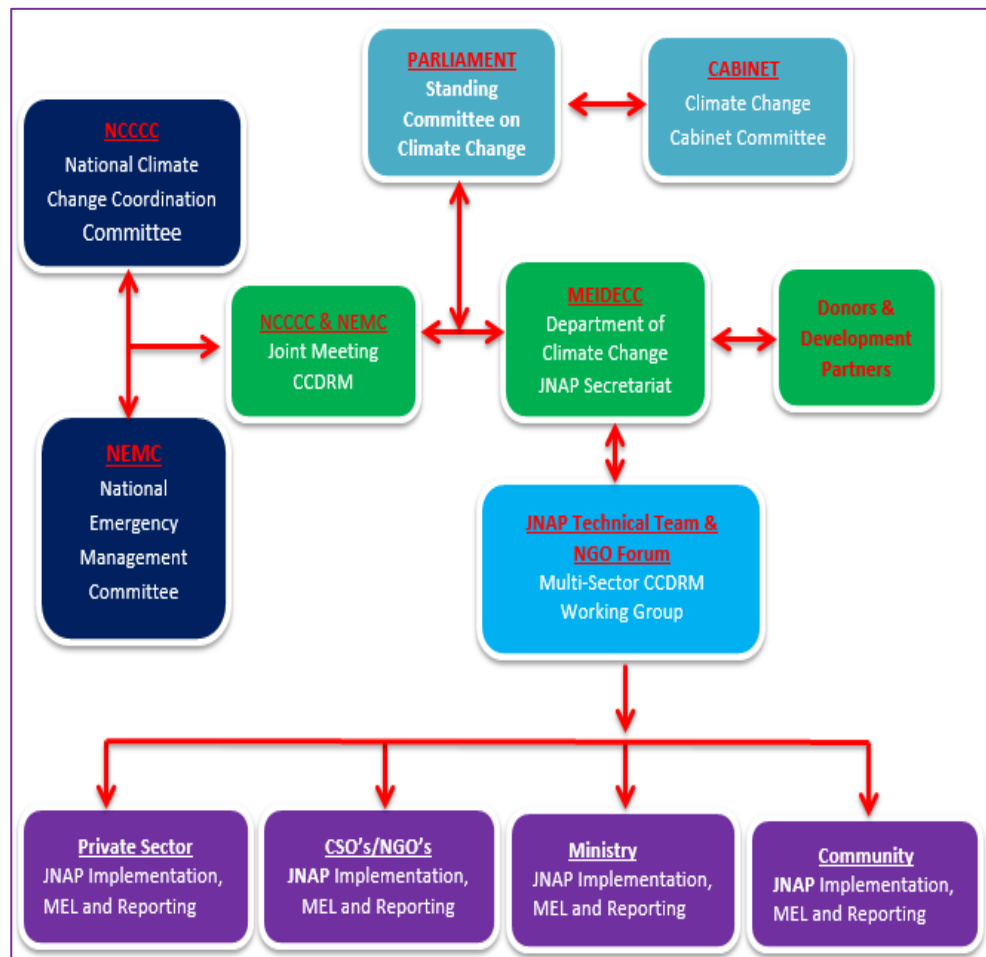 PARLIAMENT
Standing
Committee on
Climate Change
CABINET
Climate Change
Cabinet Committee
NCCCC
National Climate
Change Coordination
Committee
NCCCC & NEMC
Joint Meeting
CCDRM
MEIDECC
Department of
Climate Change
JNAP Secretariat
Donors &
Development
Partners
NEMC
National
Emergency
Management
Committee
JNAP Technical Team &
NGO Forum
Multi-Sector CCDRM
Working Group
Private Sector
JNAP Implementation,
MEL and Reporting
CSO’s/NGO’s
JNAP Implementation,
MEL and Reporting
Ministry
JNAP Implementation,
MEL and Reporting
Community
JNAP Implementation,
MEL and Reporting